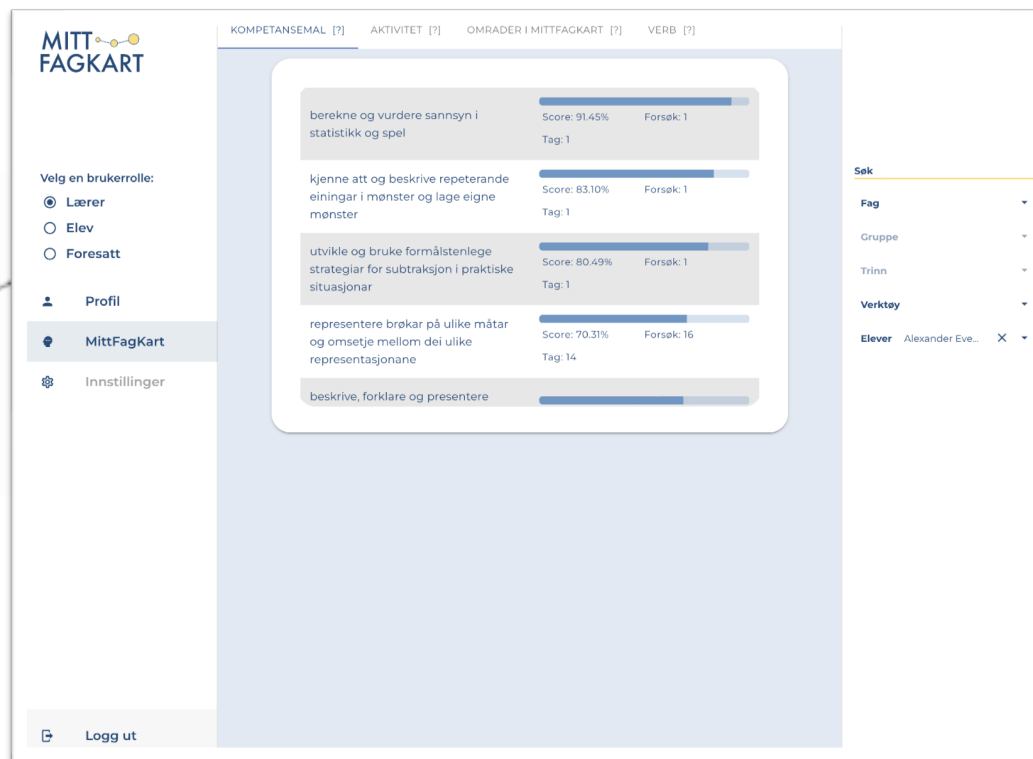 MITT
FAGKART
KOMPETANSEMAL [?]
AKTIVITET [?]
OMRADER I MITTFAGKART [?]
VERB [?]
Velg en brukerrolle:
Lærer
Elev
Foresatt
Profil
MittFagKart
Innstillinger
Logg ut
berekne og vurdere sannsyn i
statistikk og spel
Score: 91.45% Forsøk: 1
Tag: 1
kjenne att og beskrive repeterande
einingar i mønster og lage eigne
mønster
Score: 83.10% Forsøk: 1
Tag: 1
utvikle og bruke formålstenlege
strategiar for subtraksjon i praktiske
situasjonar
Score: 80.49% Forsøk: 1
Tag: 1
representere brøkar på ulike måtar
og omsetje mellom dei ulike
representasjonane
Score: 70.31% Forsøk: 16
Tag: 14
beskrive, forklare og presentere
Søk
Fag
Gruppe
Trinn
Verktøy
Elever Alexander Eve...